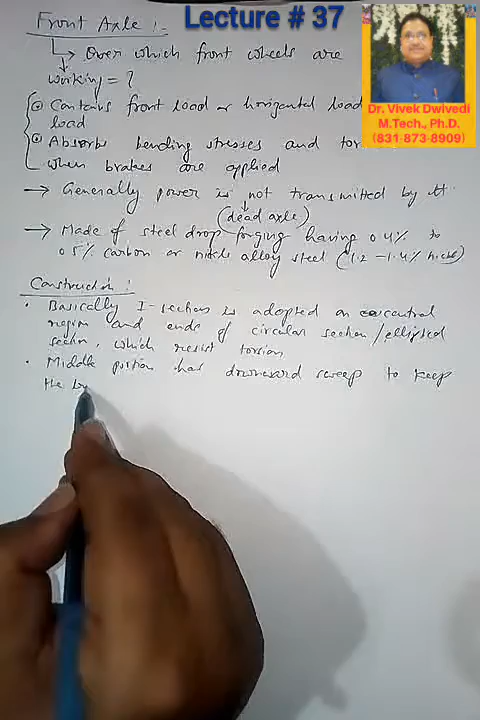 Lecture # 37
Front Axle :-
Dr. Vivek Dwivedi
M.Tech., Ph.D.
(831-873-8909)
↳ Over which front wheels are
working = ?
Contains front load or horizontal load
load
Absorbs bending stresses and tor
when brakes are applied
→ Generally power is not transmitted by it.
(dead axle)
→ Made of steel drop forging having 0.4% to
0.5% carbon or nickle alloy steel (1.2 - 1.4% nickel)
Construction :
· Basically I-section is adopted in central
region and ends of circular section/elliptical
section, which resist torsion
· Middle portion has downward sweep to keep
the